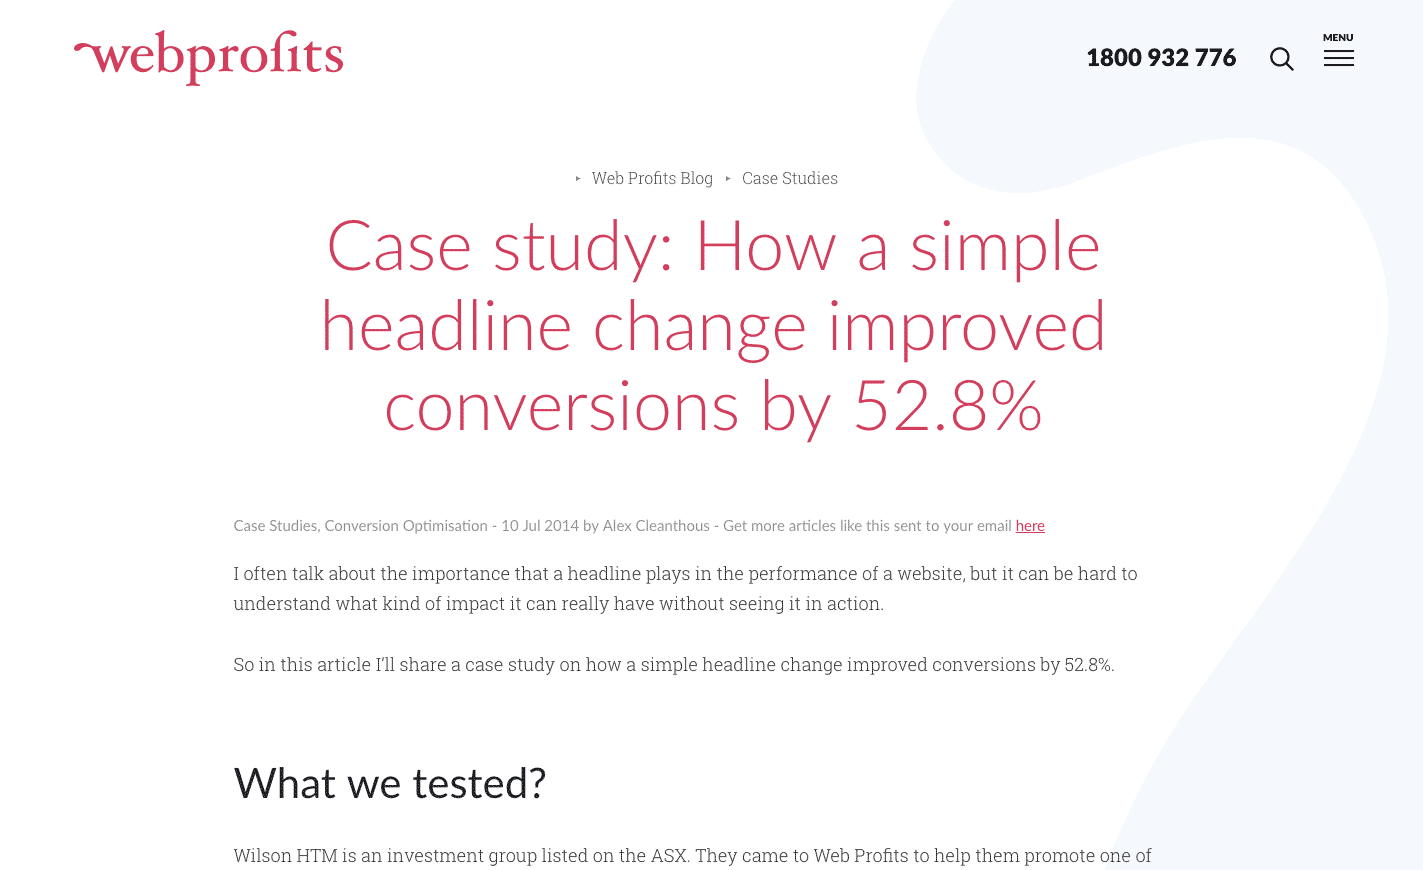 webprofits
1800 932 776
MENU
Web Profits Blog
Case Studies
Case study: How a simple
headline change improved
conversions by 52.8%
Case Studies, Conversion Optimisation - 10 Jul 2014 by Alex Cleanthous - Get more articles like this sent to your email here
I often talk about the importance that a headline plays in the performance of a website, but it can be hard to
understand what kind of impact it can really have without seeing it in action.
So in this article I'll share a case study on how a simple headline change improved conversions by 52.8%.
What we tested?
Wilson HTM is an investment group listed on the ASX. They came to Web Profits to help them promote one of